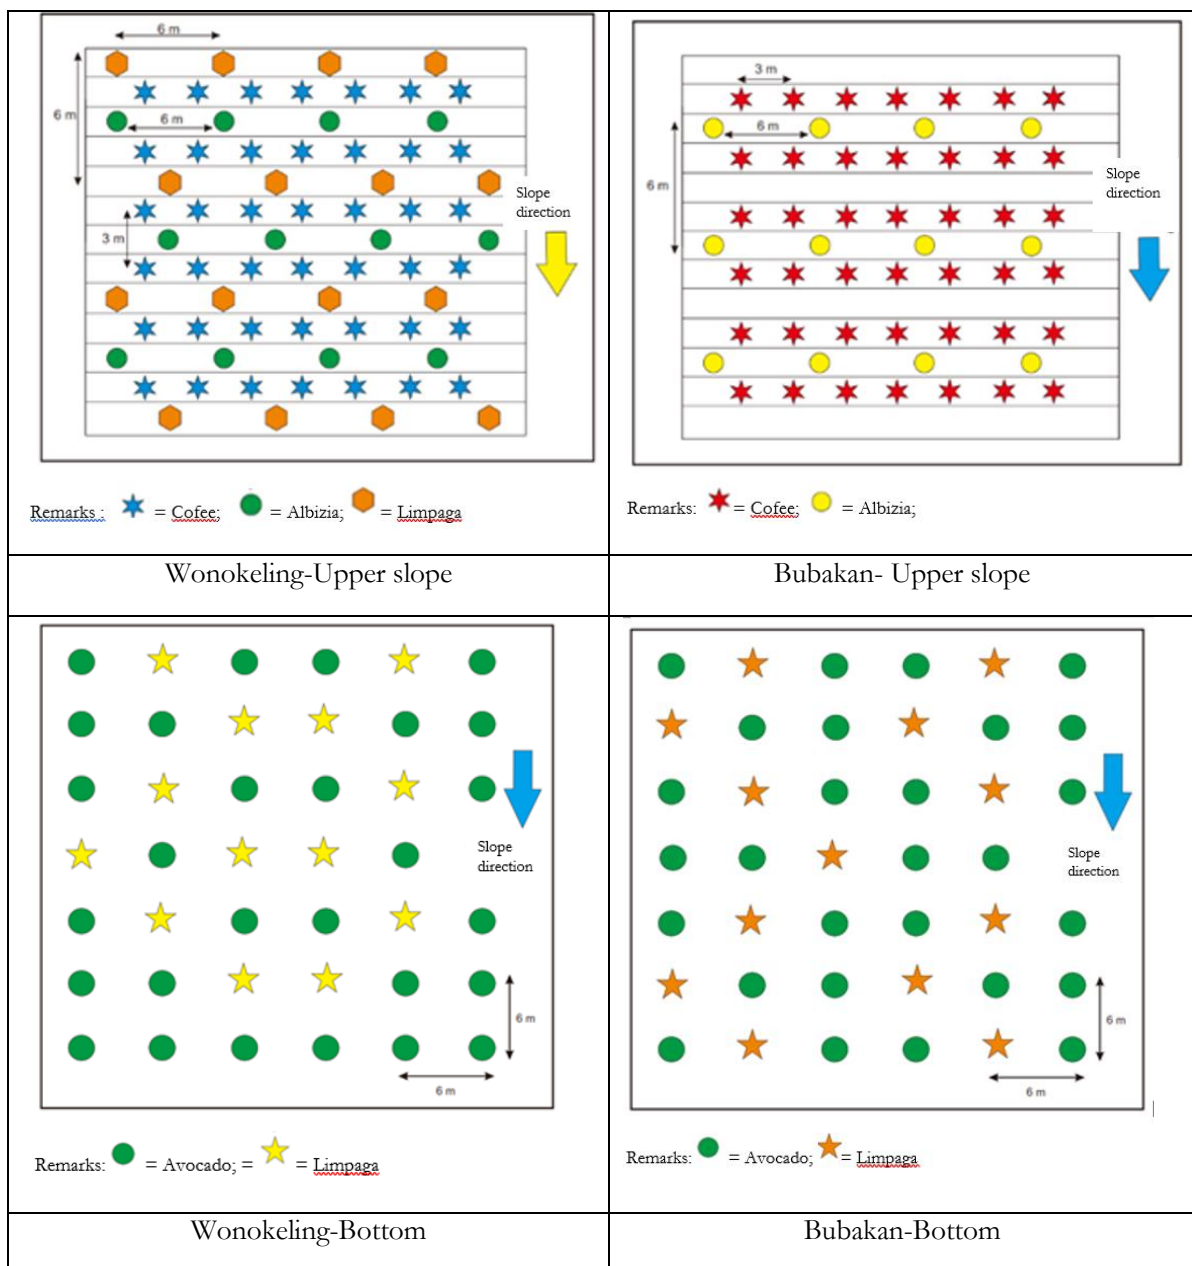 6 m
6 m
6 m
3 m
Slope
direction
Remarks : = Cofee; = Albizia; = Limpaga
Wonokeling-Upper slope
3 m
6 m
6 m
Slope
direction
Remarks: = Cofee; = Albizia;
Bubakan- Upper slope
Slope
direction
6 m
6 m
Remarks: = Avocado; = = Limpaga
Wonokeling-Bottom
Slope
direction
6 m
6 m
Remarks: = Avocado; = Limpaga
Bubakan-Bottom